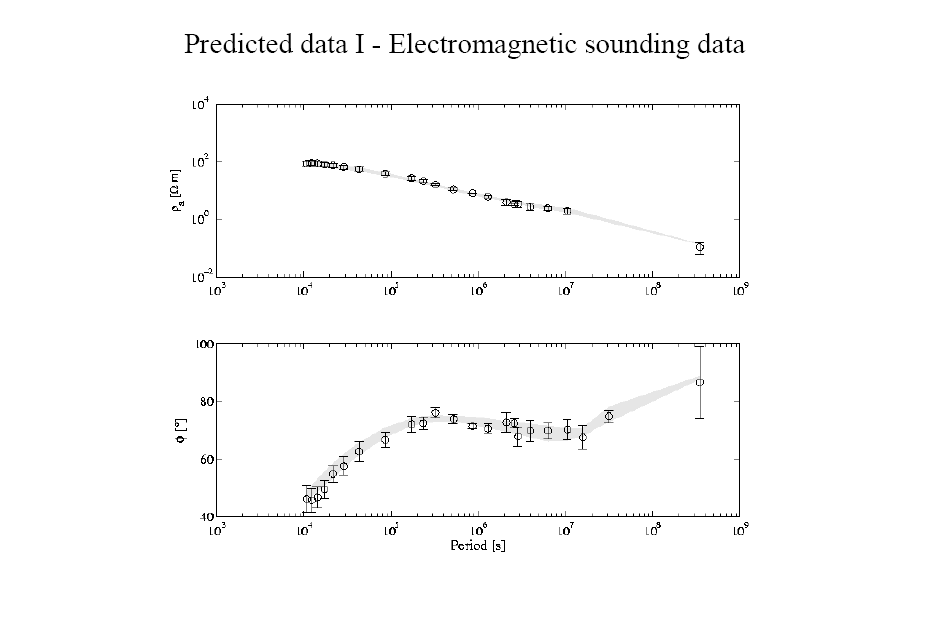 Predicted data I - Electromagnetic sounding data
10⁴
10²
10⁰
10⁻²
ρₐ [Ω m]
10³ 10⁴ 10⁵ 10⁶ 10⁷ 10⁸ 10⁹
100
80
60
40
ϕ [°]
10³ 10⁴ 10⁵ 10⁶ 10⁷ 10⁸ 10⁹
Period [s]